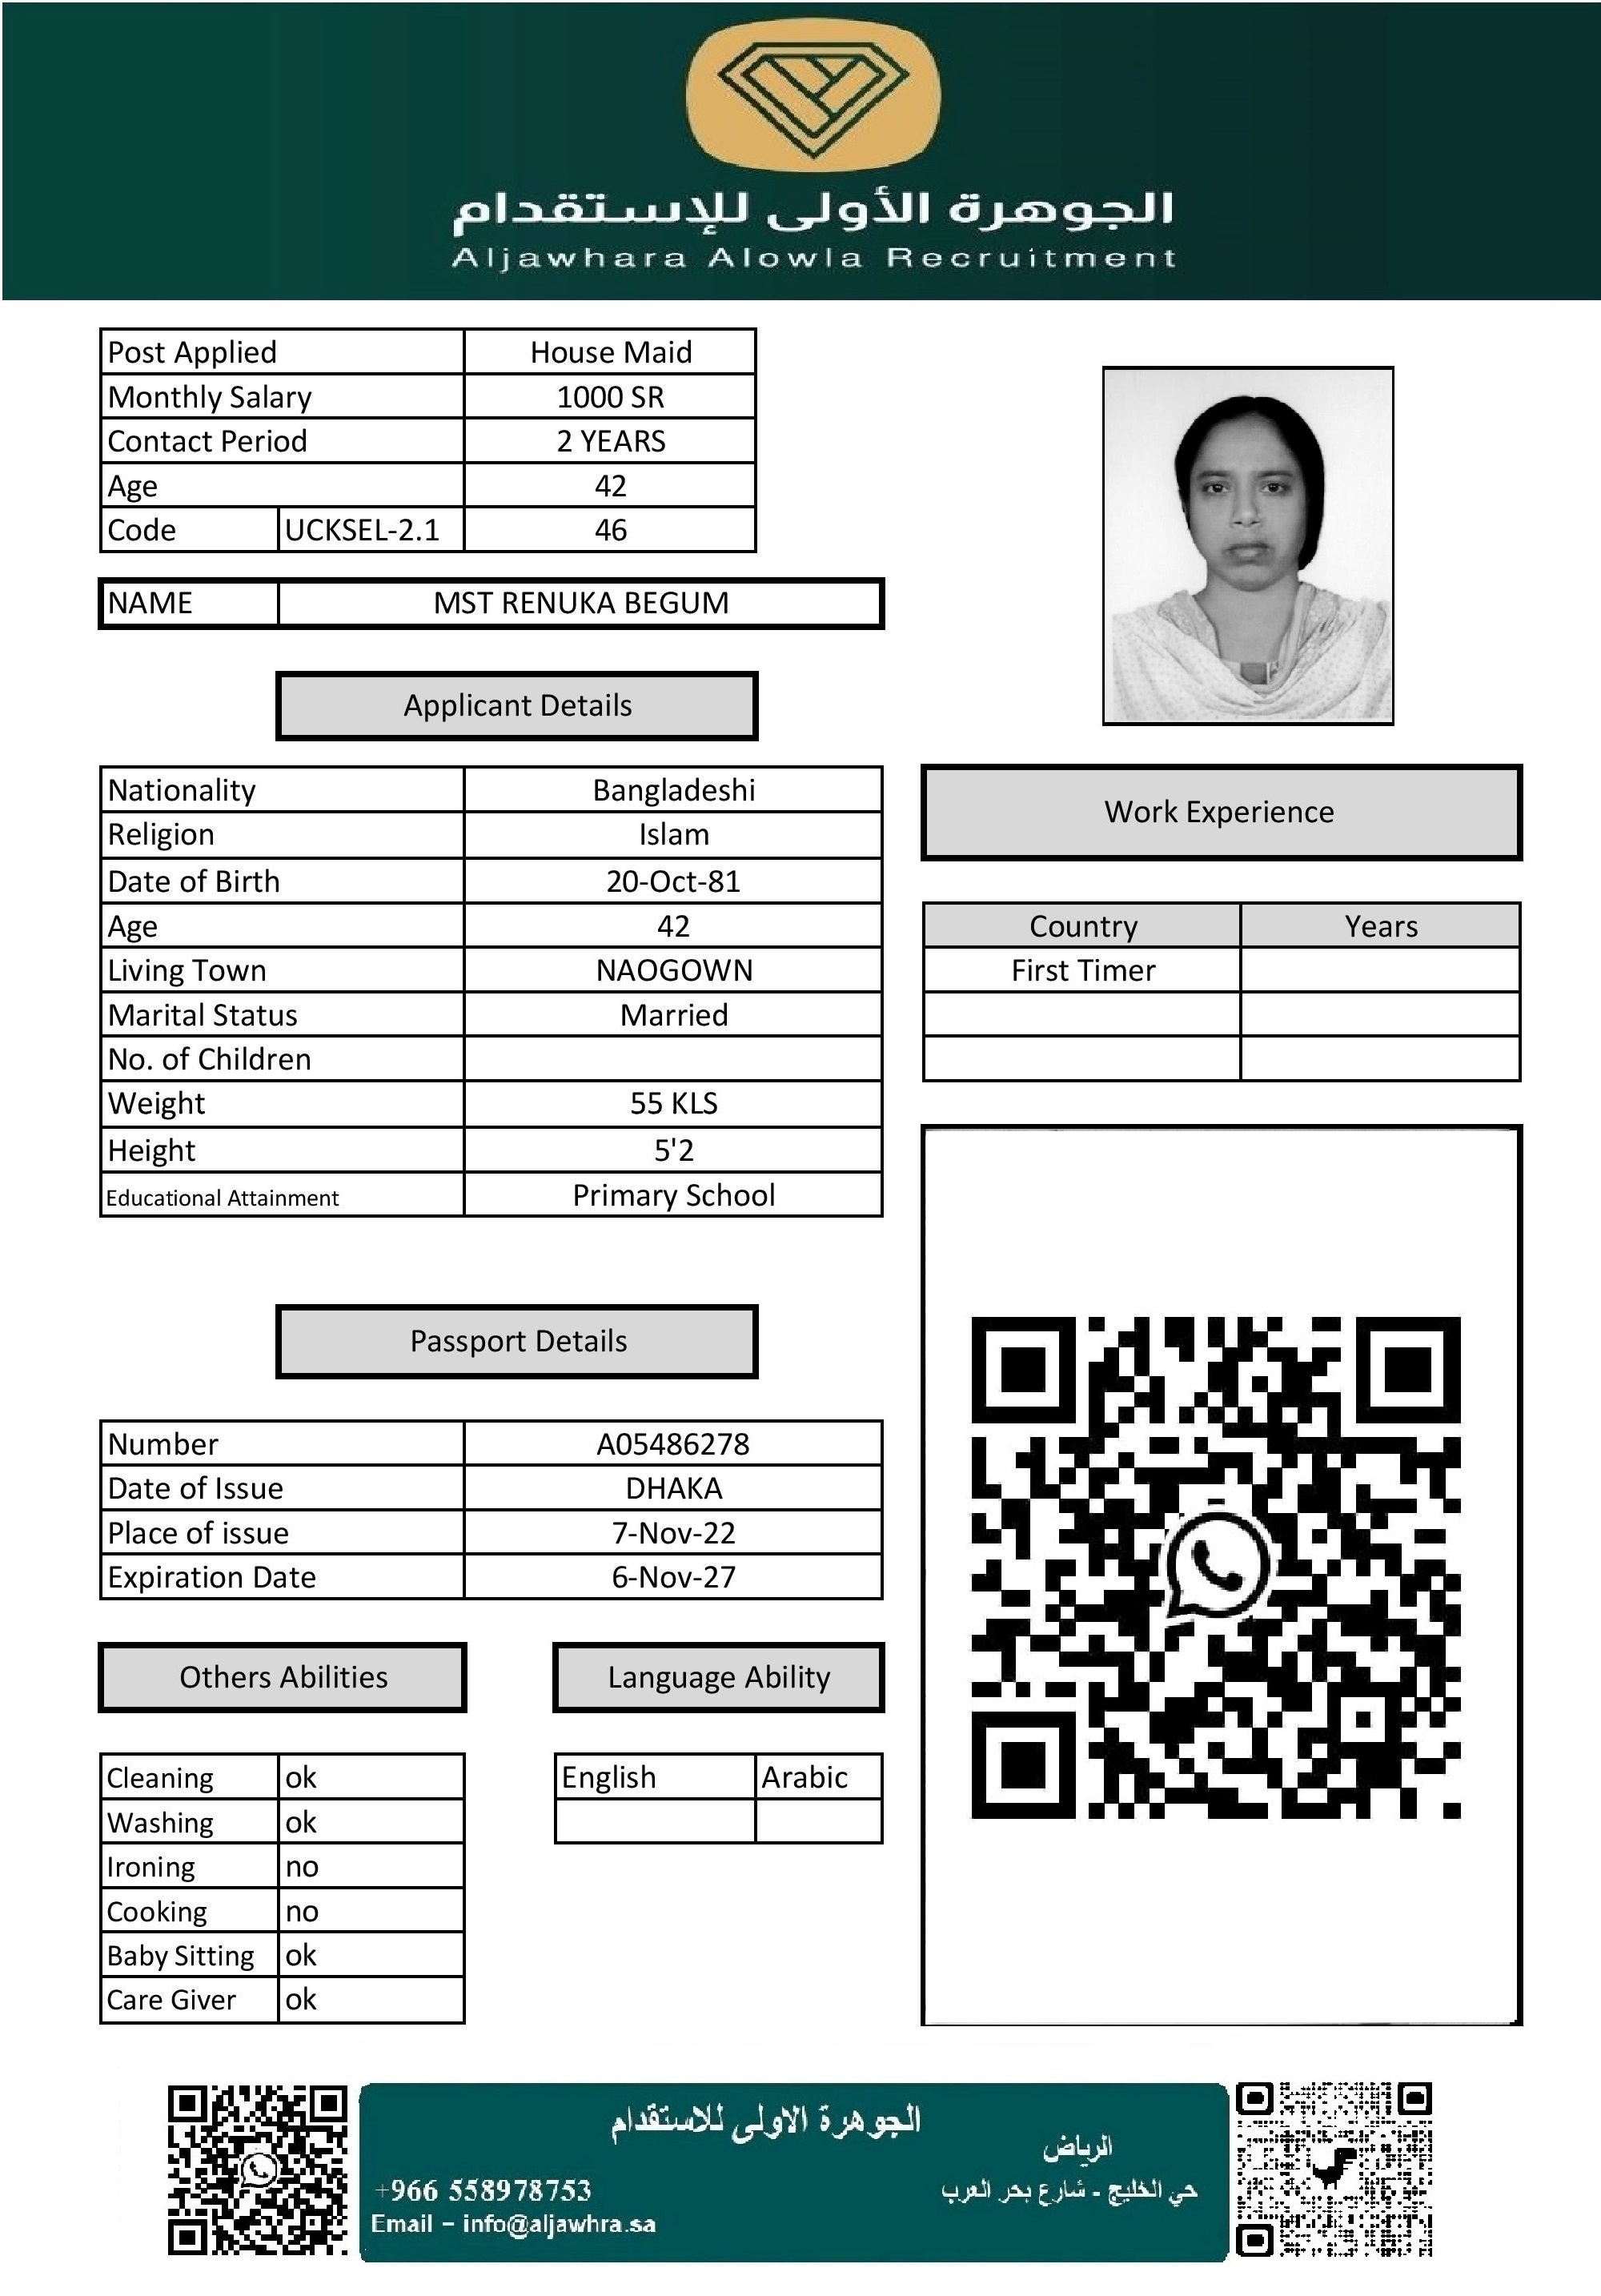 الجوهرة الأولى للإستقدام
Aljawhara Alowla Recruitment
Post Applied House Maid
Monthly Salary 1000 SR
Contact Period 2 YEARS
Age 42
Code UCKSEL-2.1 46
NAME MST RENUKA BEGUM
Applicant Details
Nationality Bangladeshi
Religion Islam
Date of Birth 20-Oct-81
Age 42
Living Town NAOGOWN
Marital Status Married
No. of Children
Weight 55 KLS
Height 5'2
Educational Attainment Primary School
Work Experience
Country Years
First Timer
Passport Details
Number A05486278
Date of Issue DHAKA
Place of issue 7-Nov-22
Expiration Date 6-Nov-27
Others Abilities
Cleaning ok
Washing ok
Ironing no
Cooking no
Baby Sitting ok
Care Giver ok
Language Ability
English Arabic
الجوهرة الاولى للاستقدام
الرياض
حي الخليج - شارع بحر العرب
+966 558978753
Email – info@aljawhra.sa